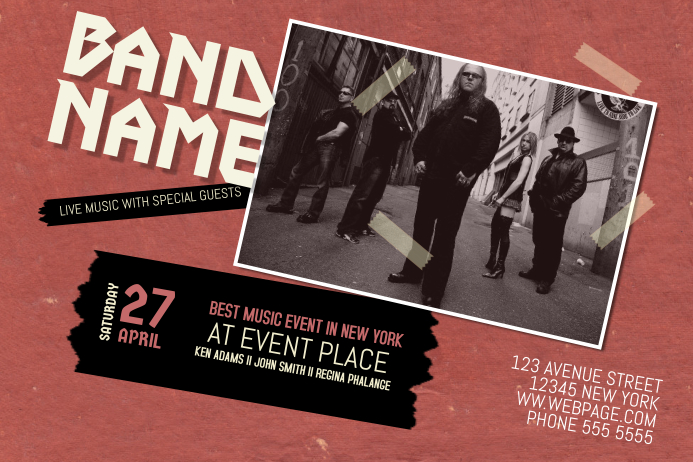 BAND
NAME
LIVE MUSIC WITH SPECIAL GUESTS
SATURDAY
27
APRIL
BEST MUSIC EVENT IN NEW YORK
AT EVENT PLACE
KEN ADAMS II JOHN SMITH II REGINA PHALANGE
123 AVENUE STREET
12345 NEW YORK
WW.WEBPAGE.COM
PHONE 555 5555
100